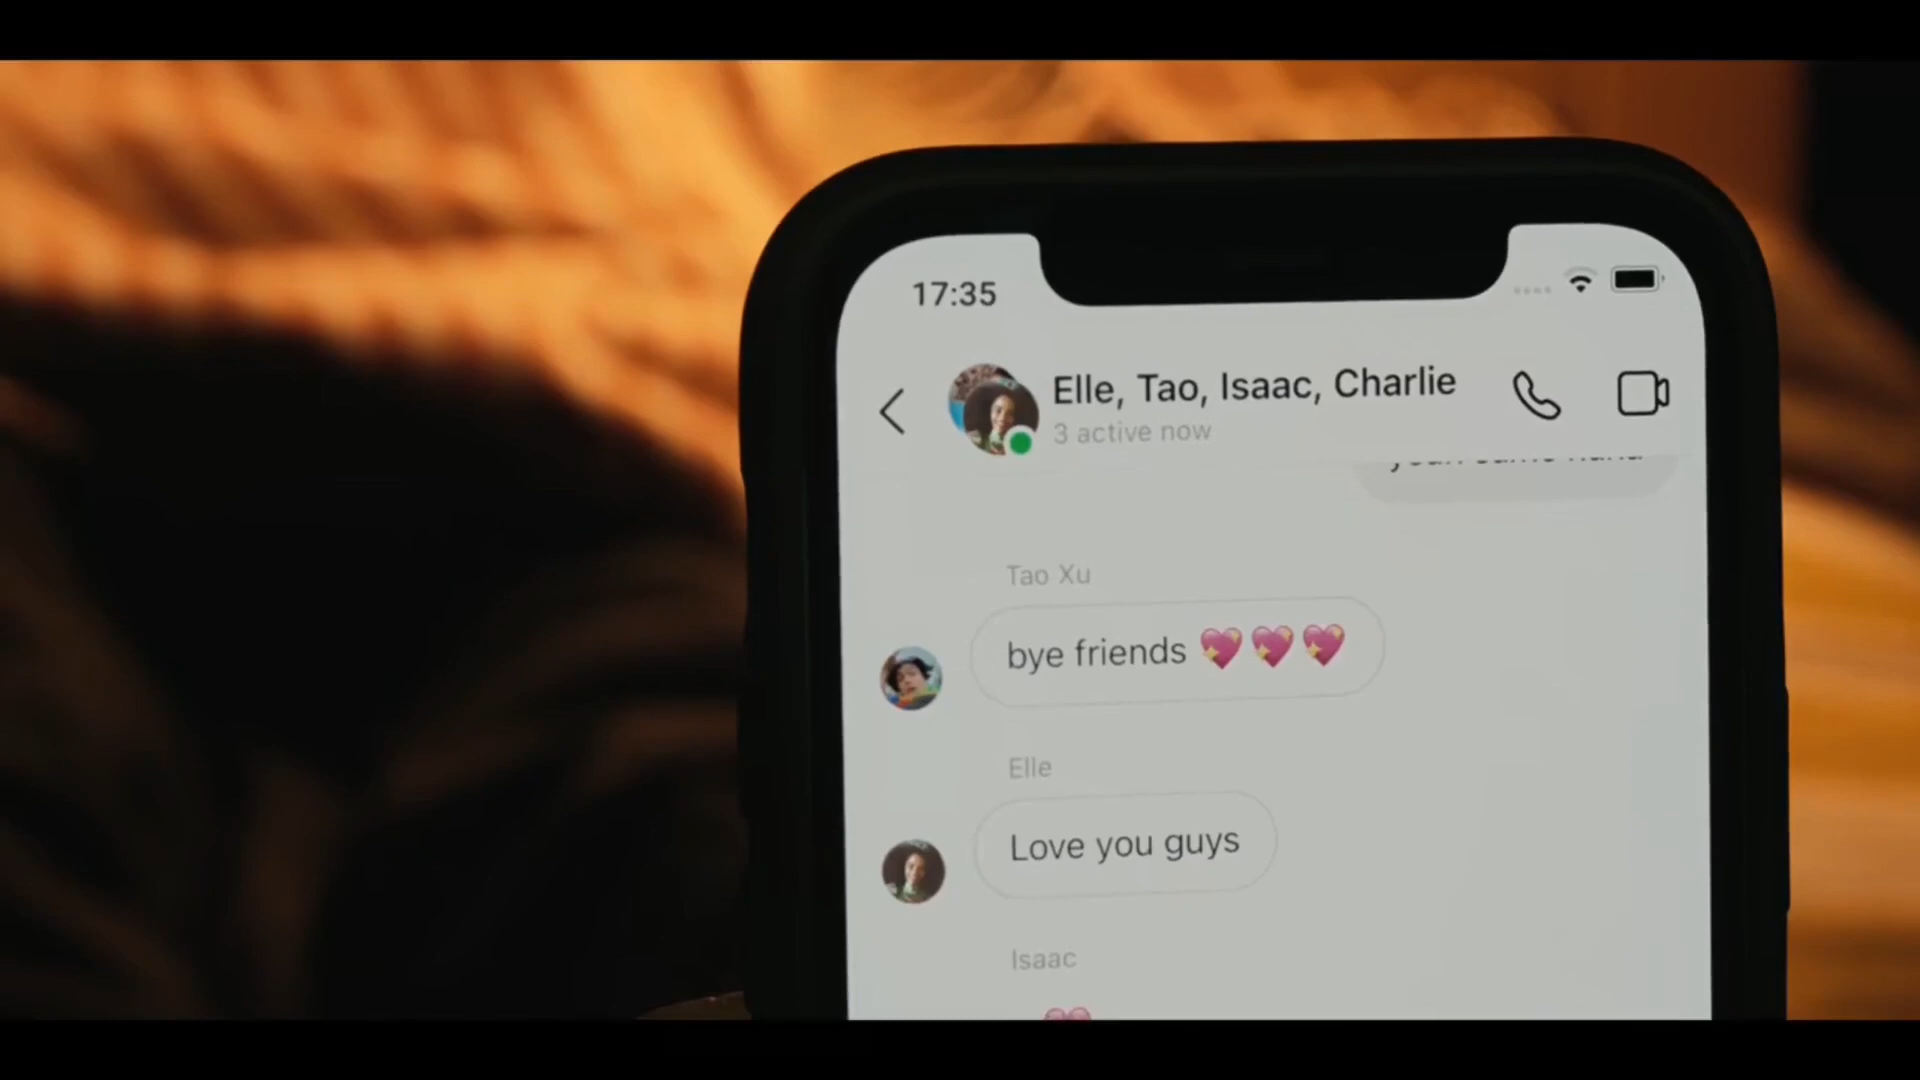 17:35
Elle, Tao, Isaac, Charlie
3 active now
Tao Xu
bye friends 💖💖💖
Elle
Love you guys
Isaac